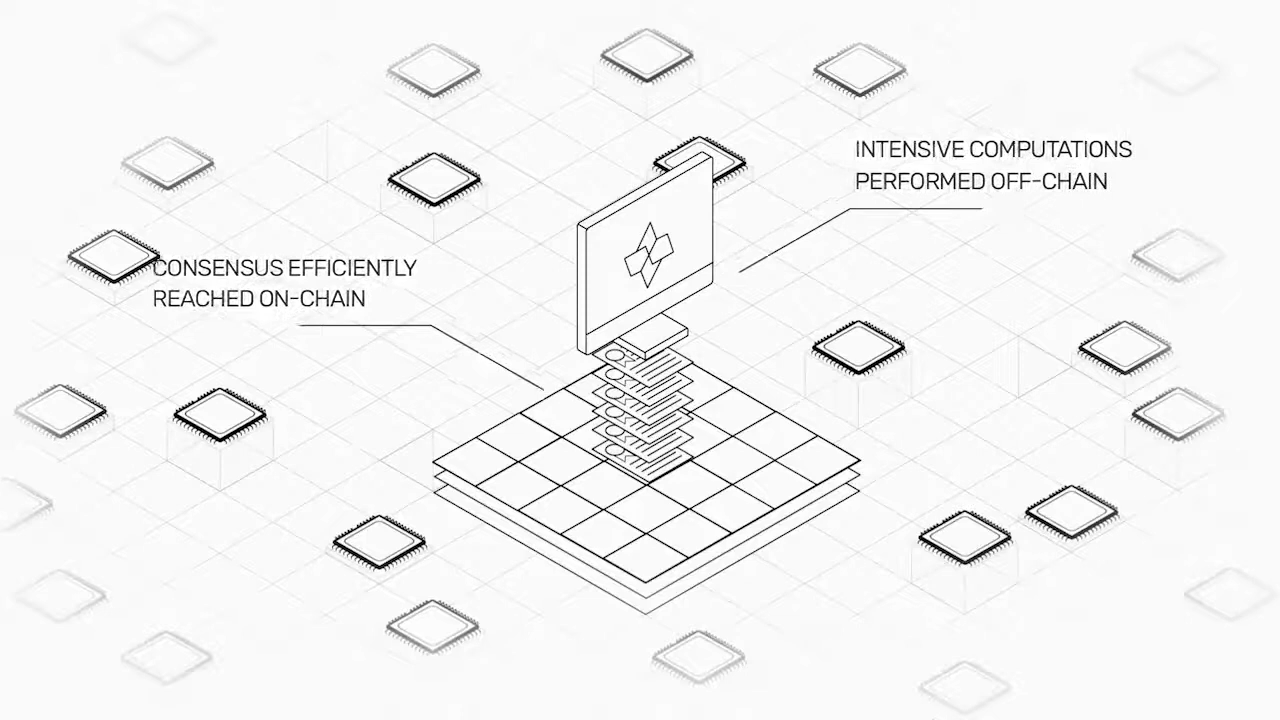 INTENSIVE COMPUTATIONS
PERFORMED OFF-CHAIN
CONSENSUS EFFICIENTLY
REACHED ON-CHAIN